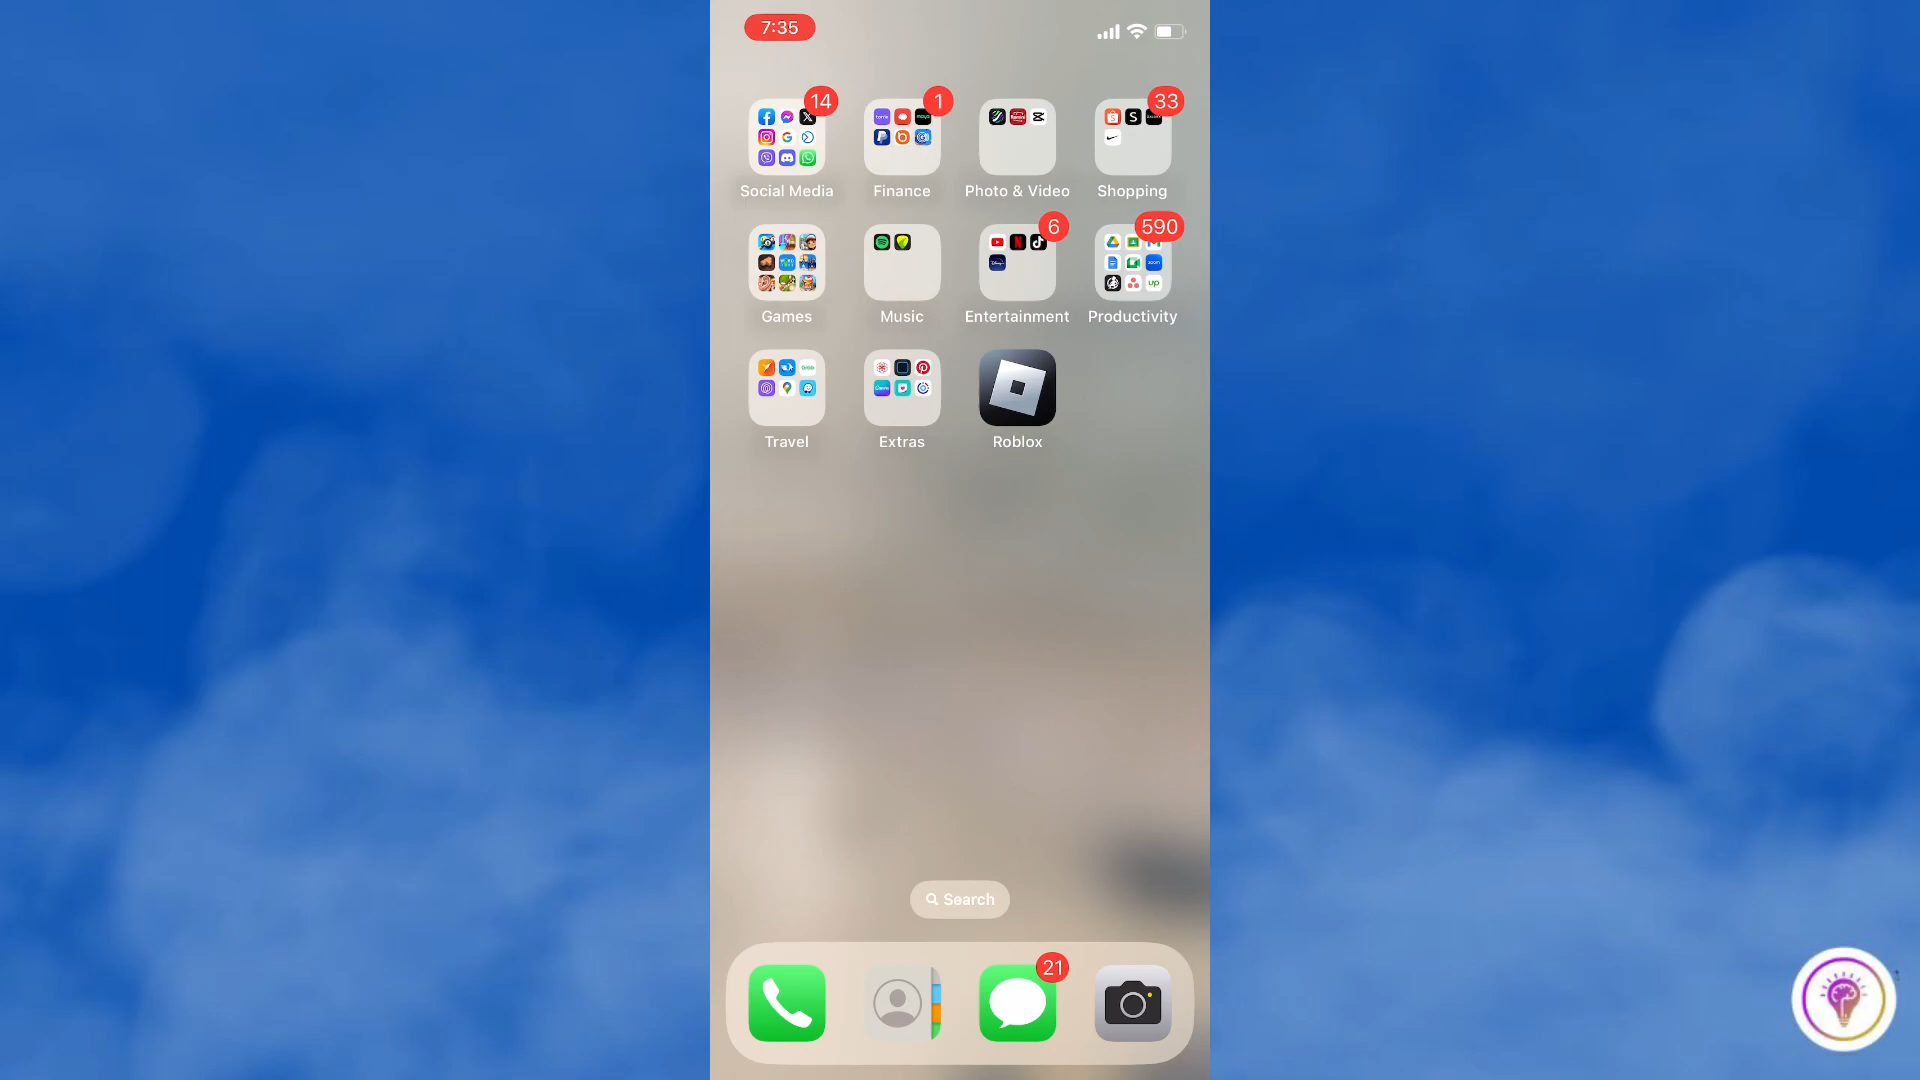 7:35
14
1
33
Social Media
Finance
Photo & Video
Shopping
6
590
Games
Music
Entertainment
Productivity
Travel
Extras
Roblox
Search
21